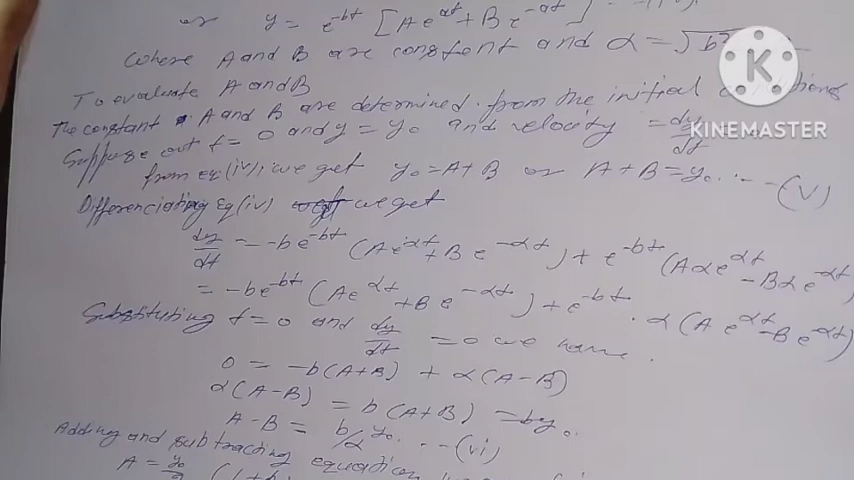 or y = e^-bt [Ae^αt + Be^-αt]
Where A and B are constent and α = √b²
To evaluate A and B
The constant A and B are determined from the initial conditions
Suppose out t = 0 and y = y₀ and velocity = dy/dt
from eq(iv), we get y₀ = A + B or A + B = y₀ ... - (V)
Differenciating Eq(iv) we get
dy/dt = -be^-bt (Ae^αt + Be^-αt) + e^-bt (Aαe^αt - Bαe^-αt)
= -be^-bt (Ae^αt + Be^-αt) + e^-bt . α(Ae^αt - Be^-αt)
Substituting t = 0 and dy/dt = 0 we have.
0 = -b(A+B) + α(A-B)
α(A-B) = b(A+B) = by₀
A-B = b/α y₀ ... - (vi)
Adding and subtracting equation
A = y₀/2 (1+b
K
KINEMASTER